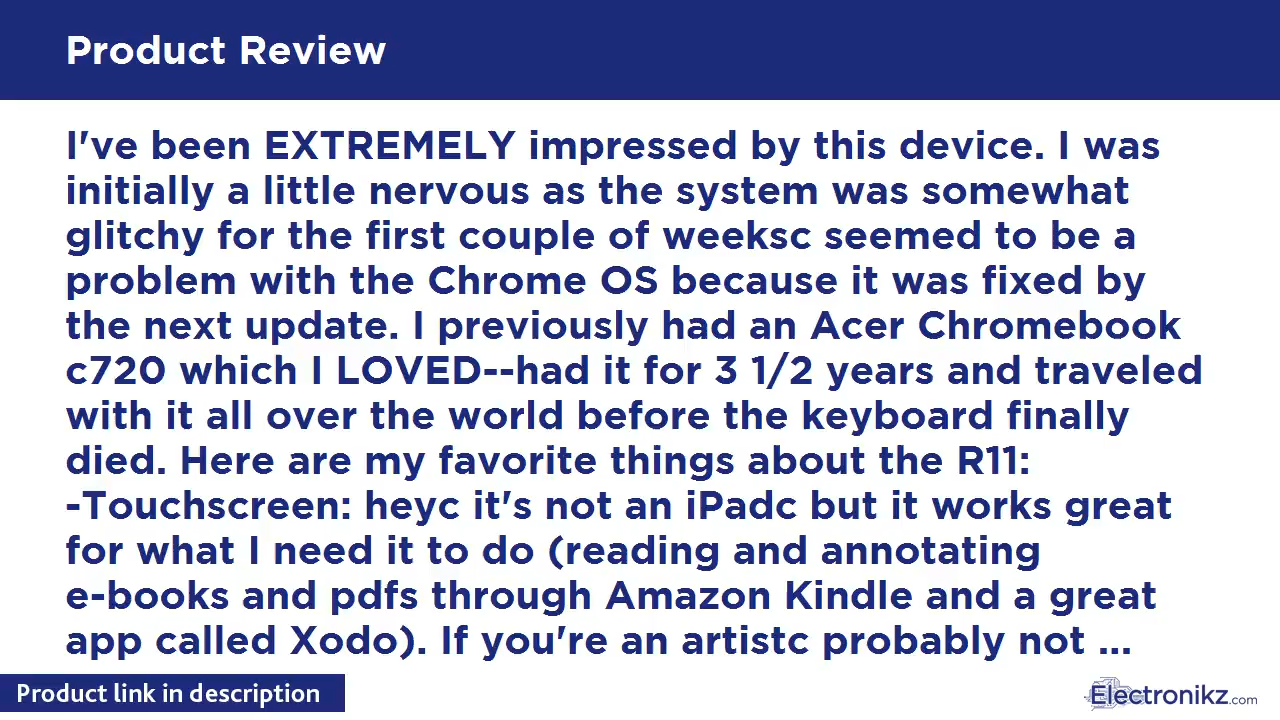 Product Review
I've been EXTREMELY impressed by this device. I was
initially a little nervous as the system was somewhat
glitchy for the first couple of weeksc seemed to be a
problem with the Chrome OS because it was fixed by
the next update. I previously had an Acer Chromebook
c720 which I LOVED--had it for 3 1/2 years and traveled
with it all over the world before the keyboard finally
died. Here are my favorite things about the R11:
-Touchscreen: heyc it's not an iPadc but it works great
for what I need it to do (reading and annotating
e-books and pdfs through Amazon Kindle and a great
app called Xodo). If you're an artistc probably not ...
Product link in description
Electronikz.com